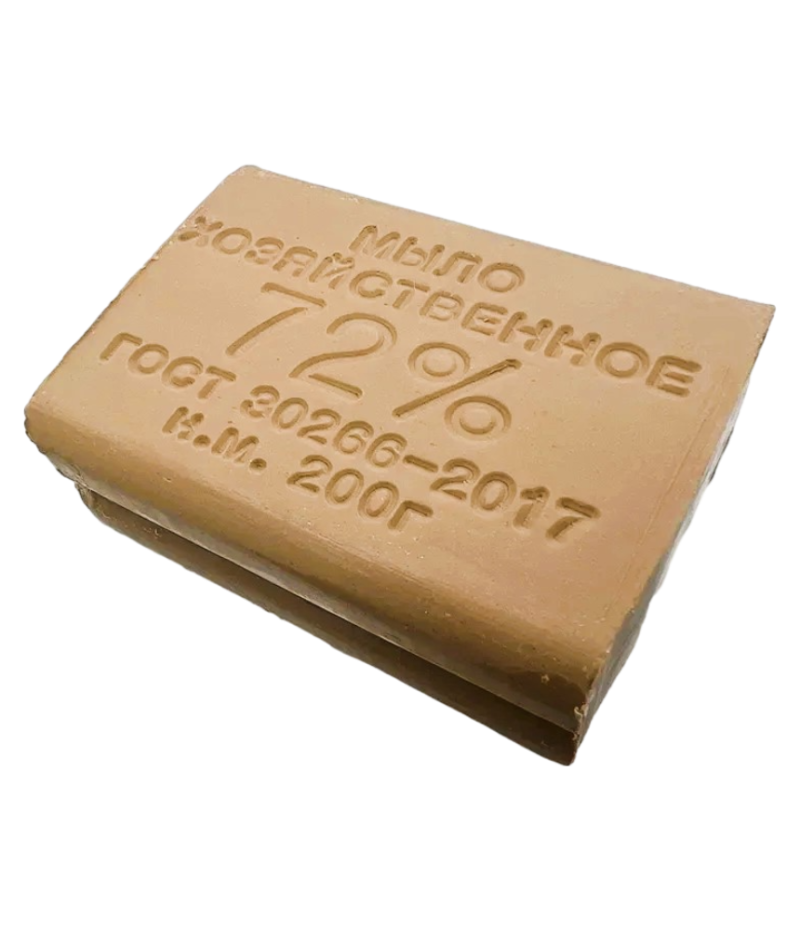 МЫЛО
ХОЗЯЙСТВЕННОЕ
72%
ГОСТ 30266-2017
н.м. 200г